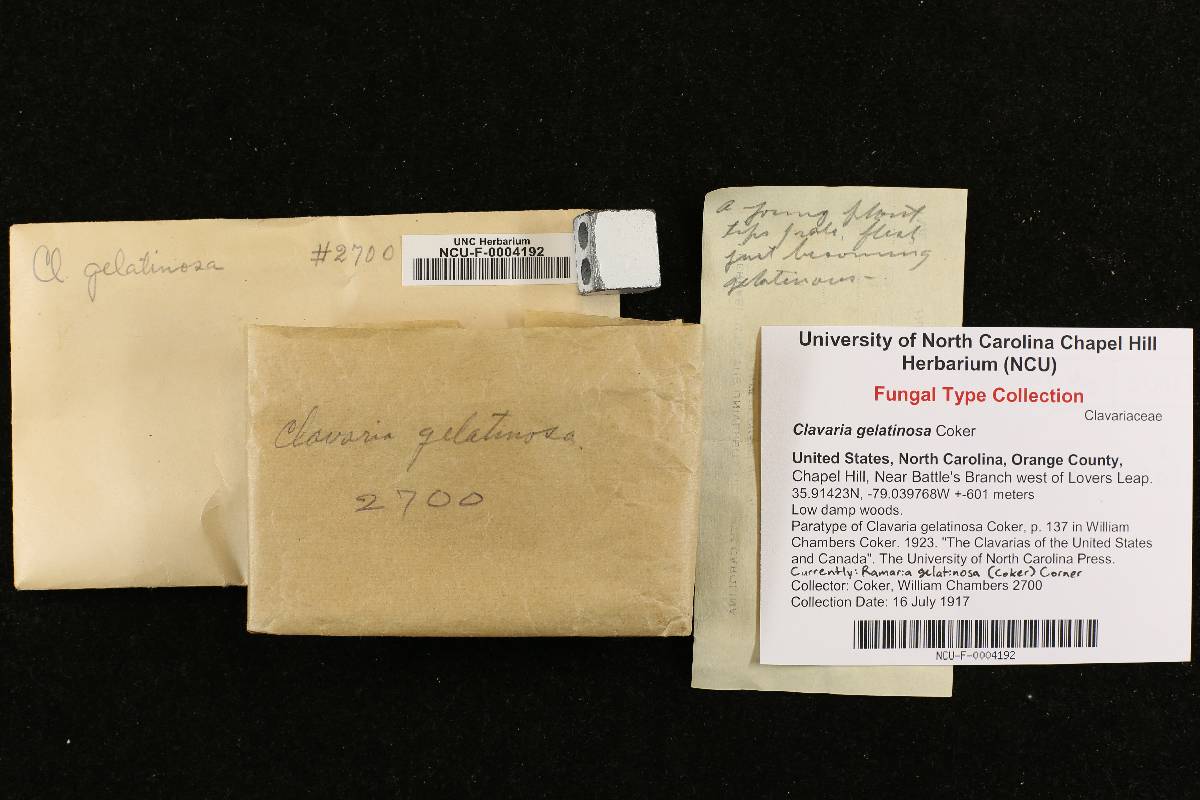 Cl gelatinosa #2700
UNC Herbarium
NCU-F-0004192
Clavaria gelatinosa
2700
A young plant
tips
just becoming
gelatinous-
University of North Carolina Chapel Hill
Herbarium (NCU)
Fungal Type Collection
Clavariaceae
Clavaria gelatinosa Coker
United States, North Carolina, Orange County,
Chapel Hill, Near Battle's Branch west of Lovers Leap.
35.91423N, -79.039768W +-601 meters
Low damp woods.
Paratype of Clavaria gelatinosa Coker, p. 137 in William
Chambers Coker. 1923. "The Clavarias of the United States
and Canada". The University of North Carolina Press.
Currently: Ramaria gelatinosa (Coker) Corner
Collector: Coker, William Chambers 2700
Collection Date: 16 July 1917
NCU-F-0004192